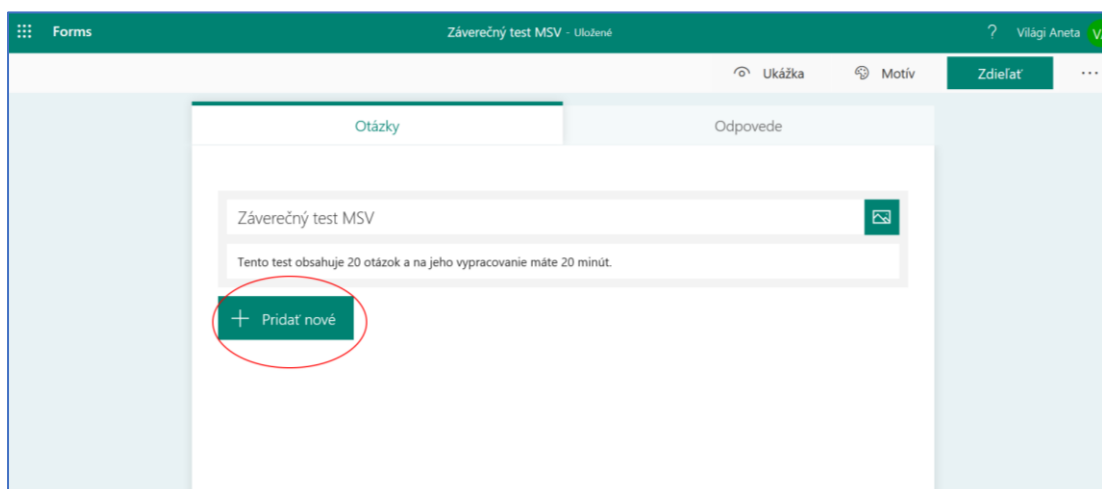 Forms
Záverečný test MSV - Uložené
? Világi Aneta
Ukážka
Motív
Zdieľať
...
Otázky
Odpovede
Záverečný test MSV
Tento test obsahuje 20 otázok a na jeho vypracovanie máte 20 minút.
+ Pridať nové